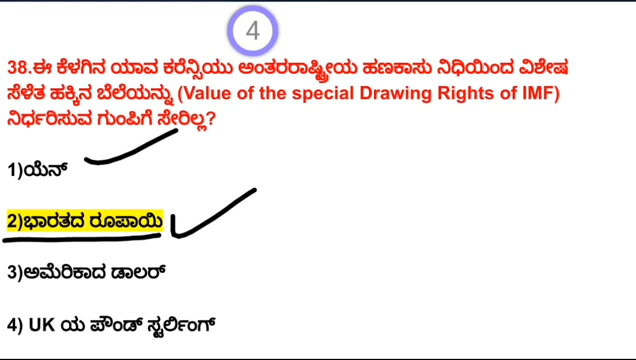 4
38.ಈ ಕೆಳಗಿನ ಯಾವ ಕರೆನ್ಸಿಯು ಅಂತರರಾಷ್ಟ್ರೀಯ ಹಣಕಾಸು ನಿಧಿಯಿಂದ ವಿಶೇಷ
ಸೆಳೆತ ಹಕ್ಕಿನ ಬೆಲೆಯನ್ನು (Value of the special Drawing Rights of IMF)
ನಿರ್ಧರಿಸುವ ಗುಂಪಿಗೆ ಸೇರಿಲ್ಲ?
1)ಯೆನ್
2)ಭಾರತದ ರೂಪಾಯಿ
3)ಅಮೆರಿಕಾದ ಡಾಲರ್
4) UK ಯ ಪೌಂಡ್ ಸ್ಟರ್ಲಿಂಗ್